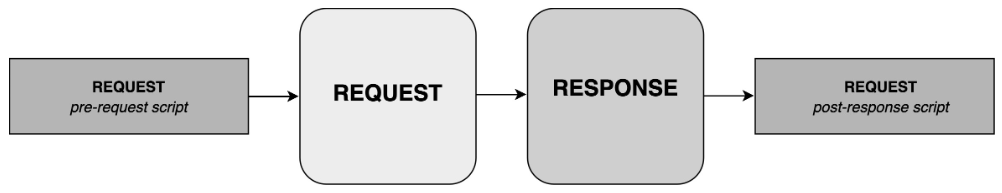 REQUEST
pre-request script
REQUEST
RESPONSE
REQUEST
post-response script